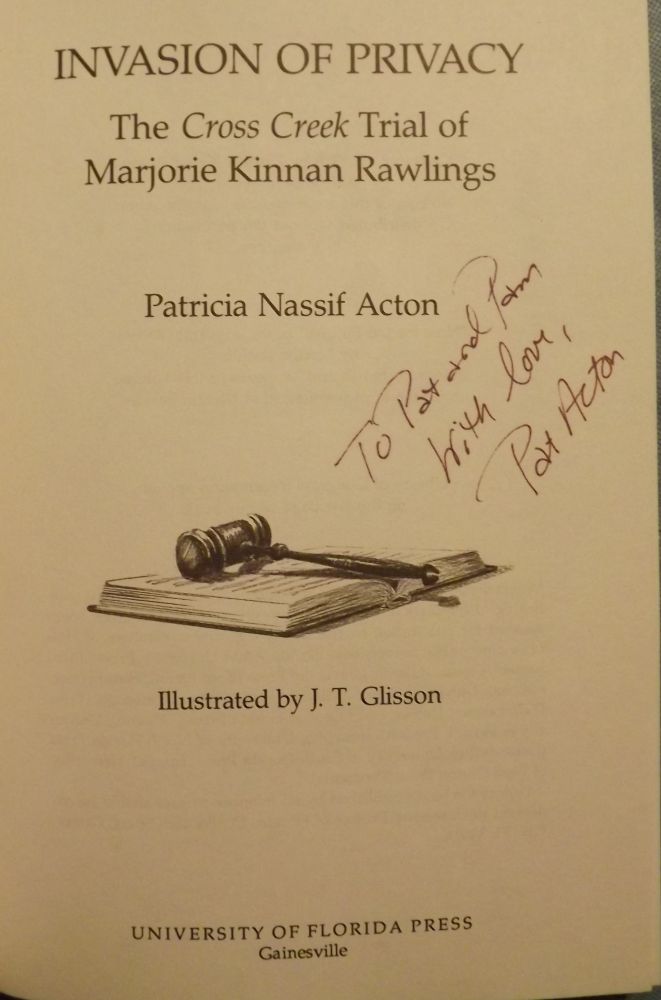 INVASION OF PRIVACY
The Cross Creek Trial of
Marjorie Kinnan Rawlings
Patricia Nassif Acton
To Pat and Pam
With love,
Pat Acton
Illustrated by J. T. Glisson
UNIVERSITY OF FLORIDA PRESS
Gainesville